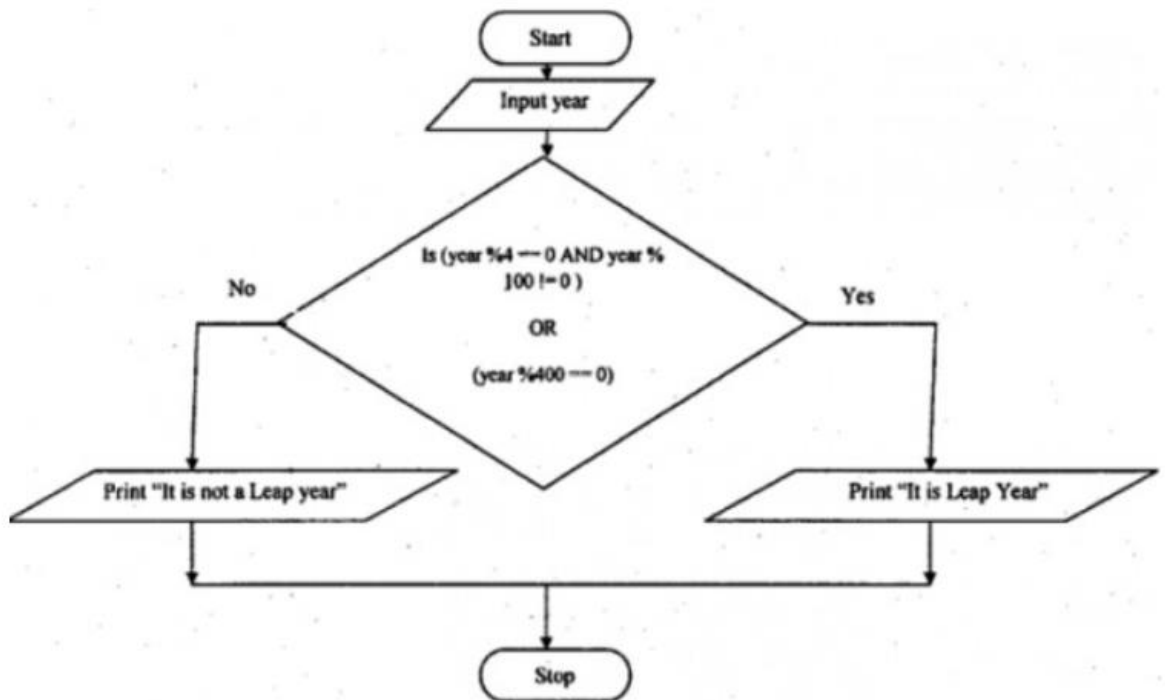 Start
Input year
Is (year %4 == 0 AND year %
100 != 0 )
OR
(year %400 == 0)
No
Yes
Print "It is not a Leap year"
Print "It is Leap Year"
Stop